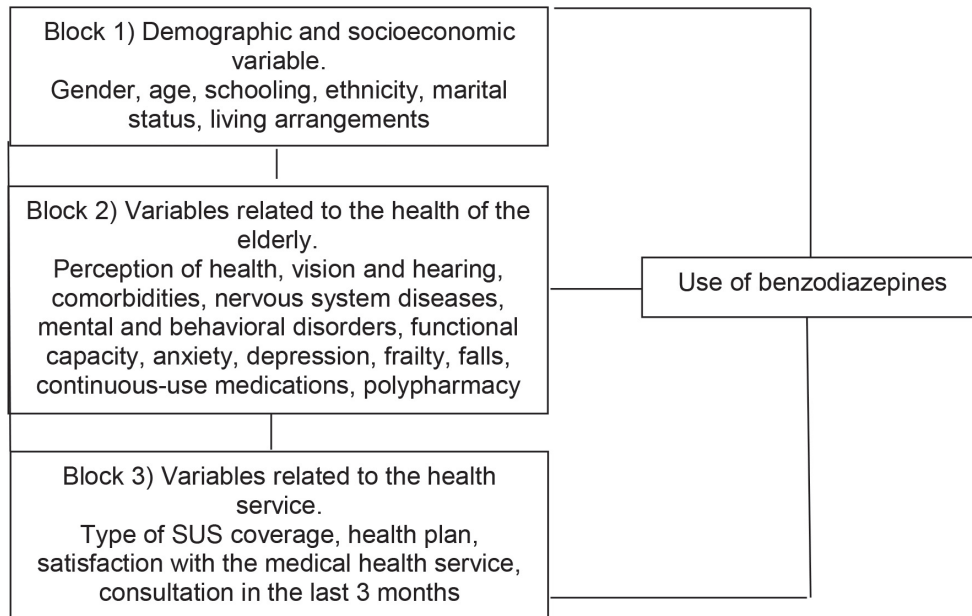 Block 1) Demographic and socioeconomic
variable.
Gender, age, schooling, ethnicity, marital
status, living arrangements
Block 2) Variables related to the health of the
elderly.
Perception of health, vision and hearing,
comorbidities, nervous system diseases,
mental and behavioral disorders, functional
capacity, anxiety, depression, frailty, falls,
continuous-use medications, polypharmacy
Use of benzodiazepines
Block 3) Variables related to the health
service.
Type of SUS coverage, health plan,
satisfaction with the medical health service,
consultation in the last 3 months